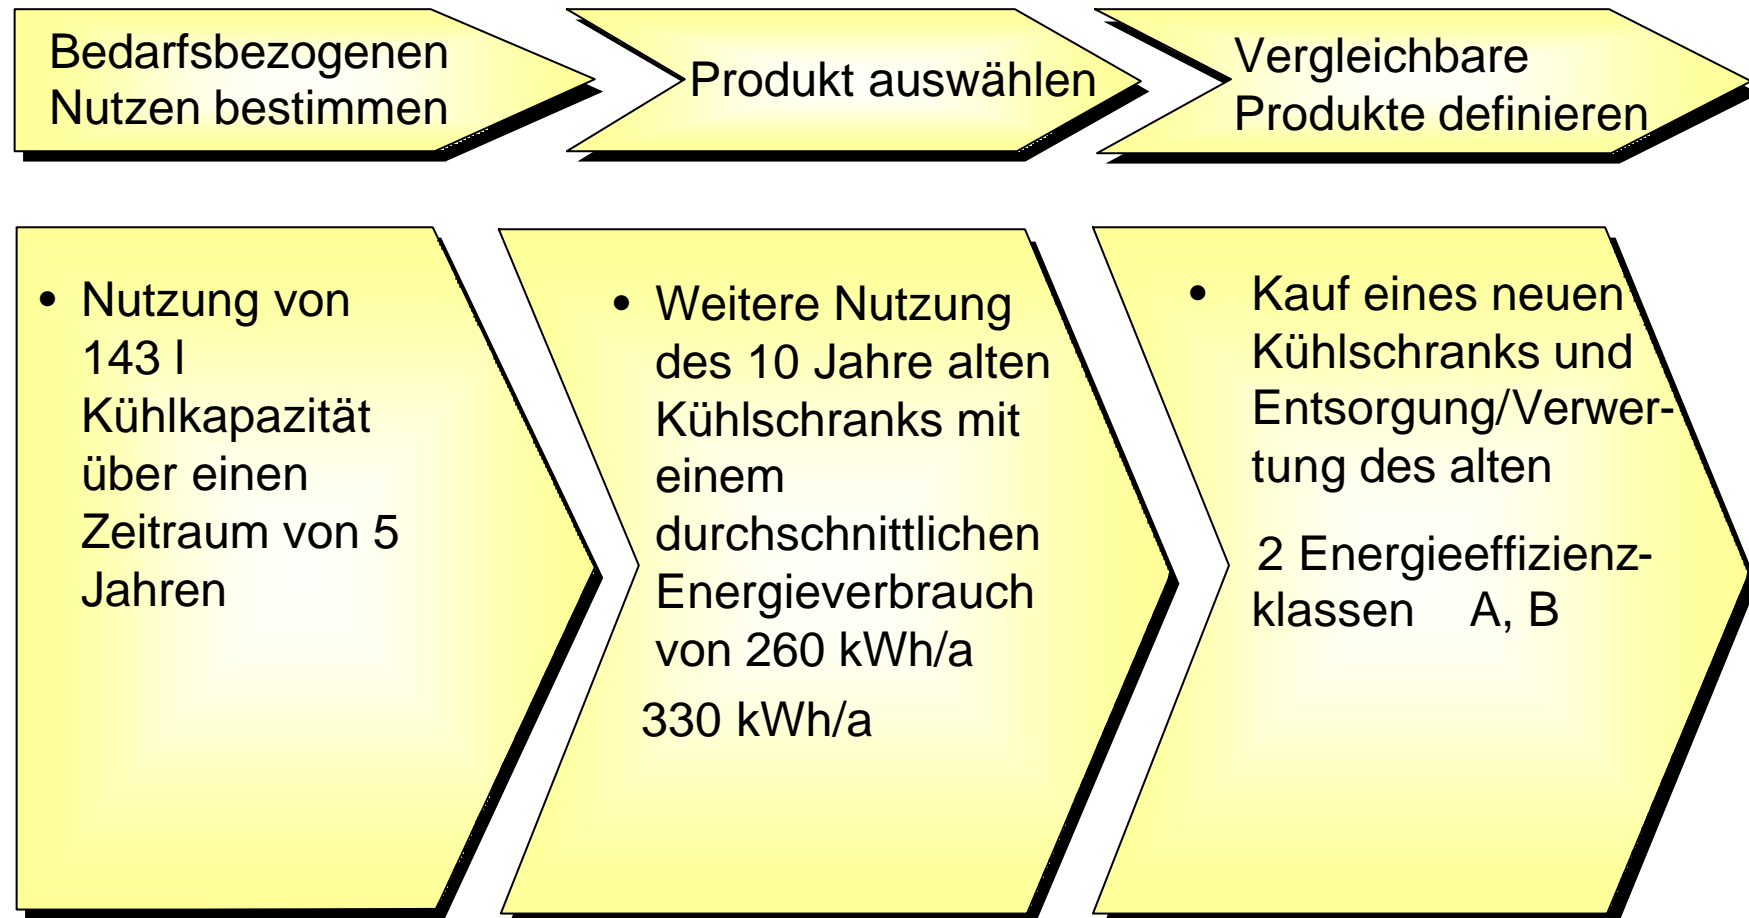 Bedarfsbezogenen
Nutzen bestimmen
Produkt auswählen
Vergleichbare
Produkte definieren
• Nutzung von
143 l
Kühlkapazität
über einen
Zeitraum von 5
Jahren
• Weitere Nutzung
des 10 Jahre alten
Kühlschranks mit
einem
durchschnittlichen
Energieverbrauch
von 260 kWh/a
330 kWh/a
• Kauf eines neuen
Kühlschranks und
Entsorgung/Verwer-
tung des alten
2 Energieeffizienz-
klassen A, B